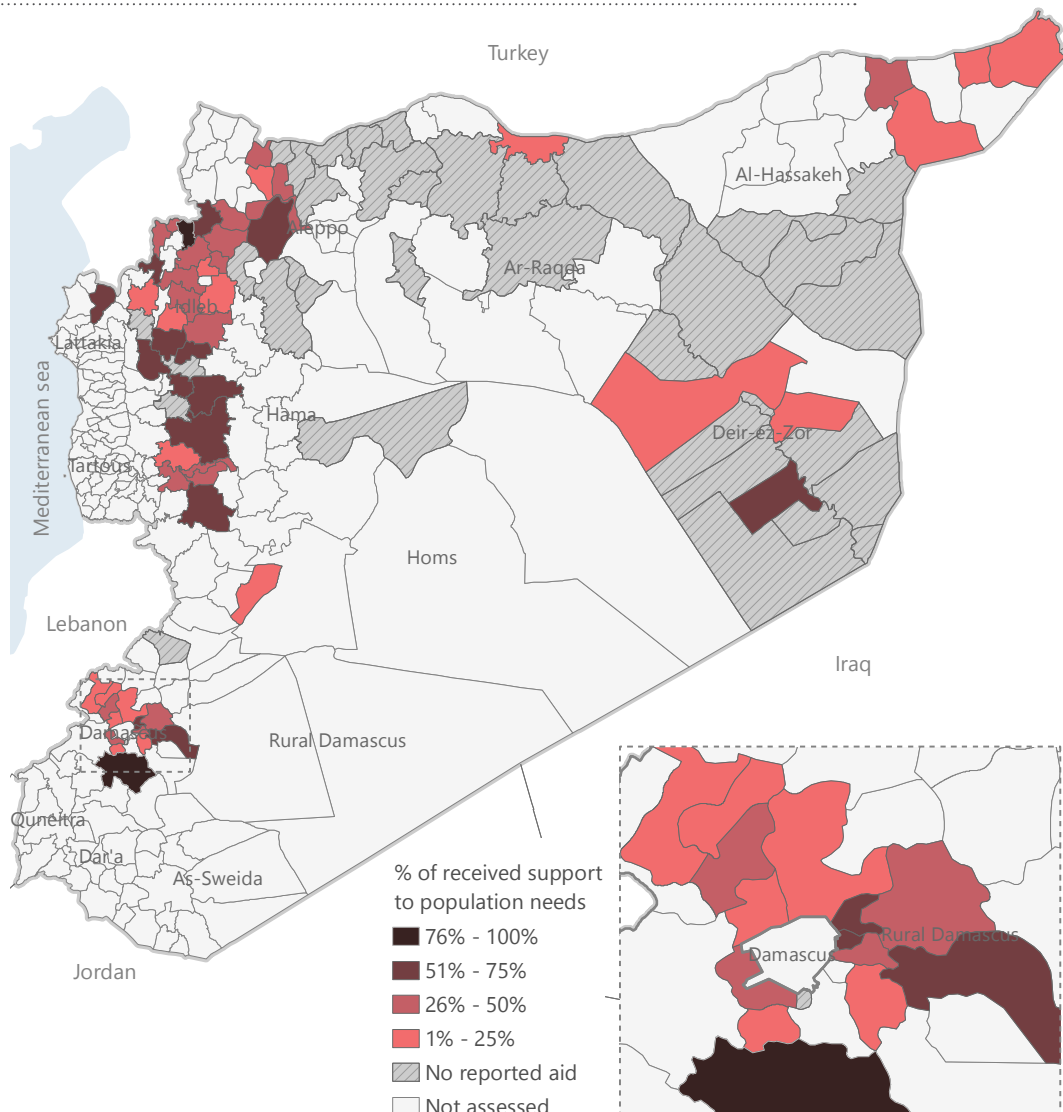 Turkey
Al-Hassakeh
Aleppo
Ar-Raqqa
Idleb
Lattakia
Mediterranean sea
Hama
Deir-ez-Zor
Tartous
Homs
Lebanon
Iraq
Damascus
Rural Damascus
Quneitra
Dar'a
As-Sweida
Jordan
% of received support
to population needs
76% - 100%
51% - 75%
26% - 50%
1% - 25%
No reported aid
Not assessed
Damascus
Rural Damascus